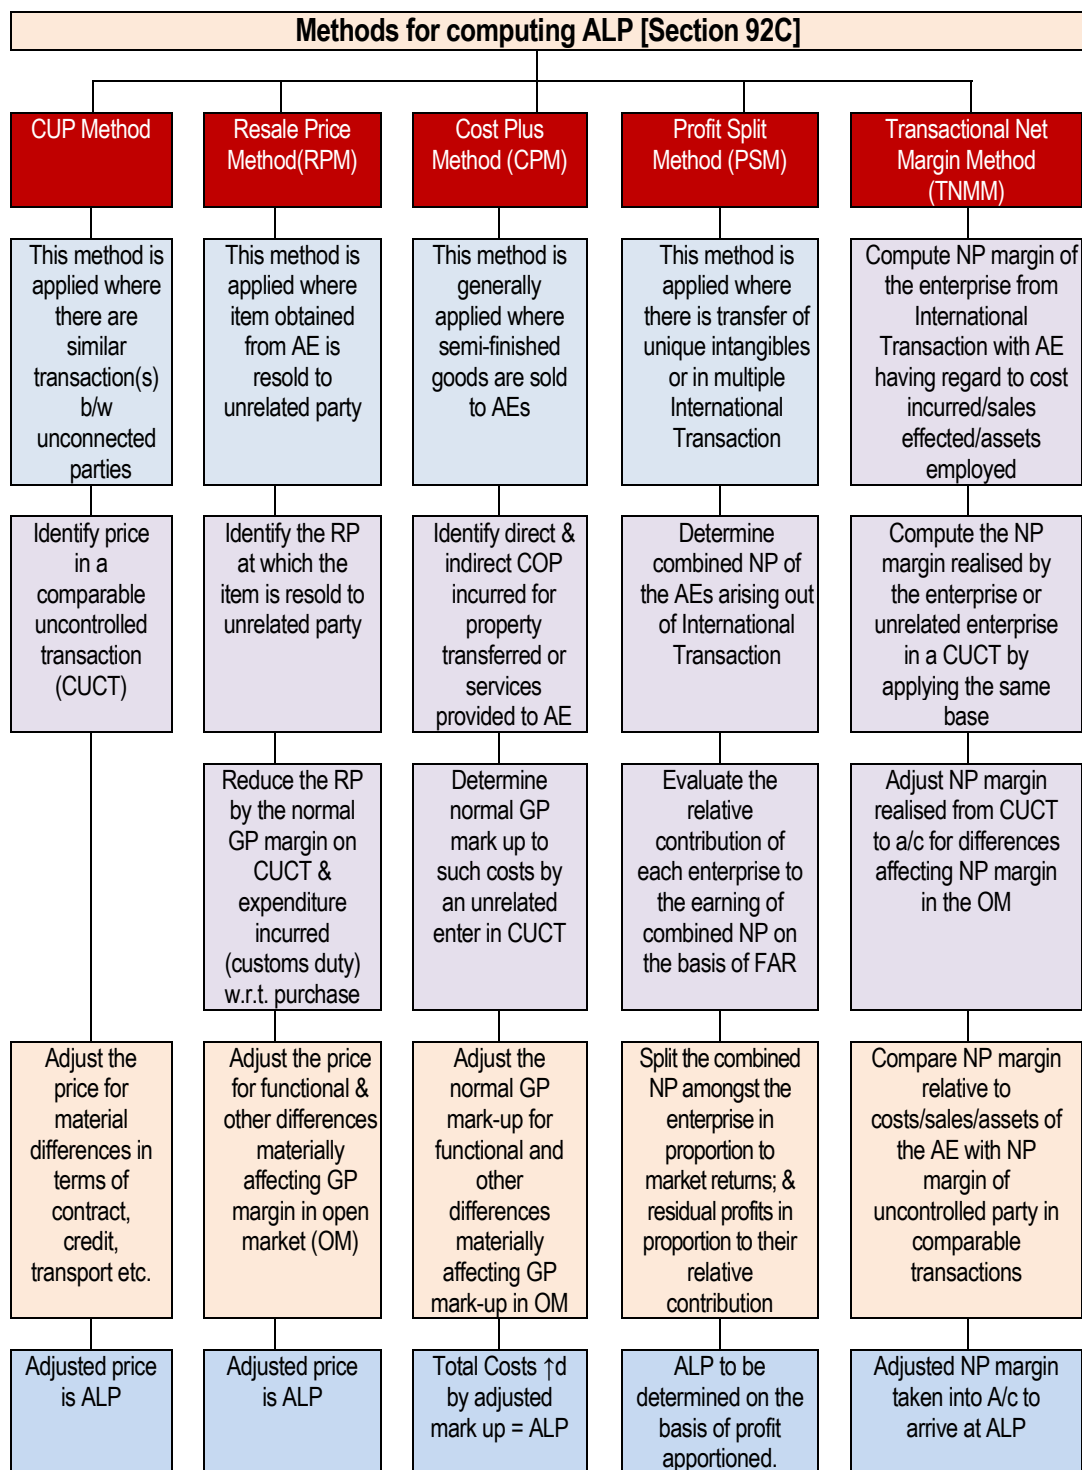 Methods for computing ALP [Section 92C]
CUP Method
This method is
applied where
there are
similar
transaction(s)
b/w
unconnected
parties
Identify price
in a
comparable
uncontrolled
transaction
(CUCT)
Adjust the
price for
material
differences in
terms of
contract,
credit,
transport etc.
Adjusted price
is ALP
Resale Price
Method(RPM)
This method is
applied where
item obtained
from AE is
resold to
unrelated party
Identify the RP
at which the
item is resold to
unrelated party
Reduce the RP
by the normal
GP margin on
CUCT &
expenditure
incurred
(customs duty)
w.r.t. purchase
Adjust the price
for functional &
other differences
materially
affecting GP
margin in open
market (OM)
Adjusted price
is ALP
Cost Plus
Method (CPM)
This method is
generally
applied where
semi-finished
goods are sold
to AEs
Identify direct &
indirect COP
incurred for
property
transferred or
services
provided to AE
Determine
normal GP
mark up to
such costs by
an unrelated
enter in CUCT
Adjust the
normal GP
mark-up for
functional and
other
differences
materially
affecting GP
mark-up in OM
Total Costs ↑d
by adjusted
mark up = ALP
Profit Split
Method (PSM)
This method is
applied where
there is transfer of
unique intangibles
or in multiple
International
Transaction
Determine
combined NP of
the AEs arising out
of International
Transaction
Evaluate the
relative
contribution of
each enterprise to
the earning of
combined NP on
the basis of FAR
Split the combined
NP amongst the
enterprise in
proportion to
market returns; &
residual profits in
proportion to their
relative
contribution
ALP to be
determined on the
basis of profit
apportioned.
Transactional Net
Margin Method
(TNMM)
Compute NP margin of
the enterprise from
International
Transaction with AE
having regard to cost
incurred/sales
effected/assets
employed
Compute the NP
margin realised by
the enterprise or
unrelated enterprise
in a CUCT by
applying the same
base
Adjust NP margin
realised from CUCT
to a/c for differences
affecting NP margin
in the OM
Compare NP margin
relative to
costs/sales/assets of
the AE with NP
margin of
uncontrolled party in
comparable
transactions
Adjusted NP margin
taken into A/c to
arrive at ALP